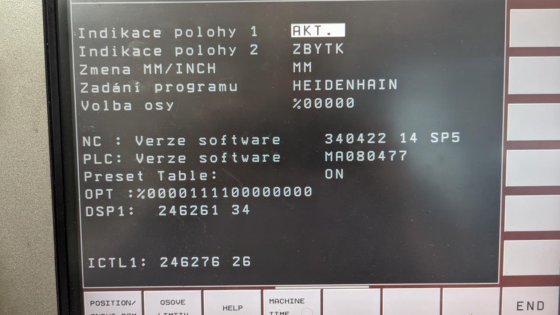 Indikace polohy 1 AKT.
Indikace polohy 2 ZBYTK
Zmena MM/INCH MM
Zadání programu HEIDENHAIN
Volba osy %00000
NC : Verze software 340422 14 SP5
PLC: Verze software MA080477
Preset Table: ON
OPT :%0000111100000000
DSP1: 246261 34
ICTL1: 246276 26
POSITION/
OSOVE
HELP
MACHINE
TIME
END